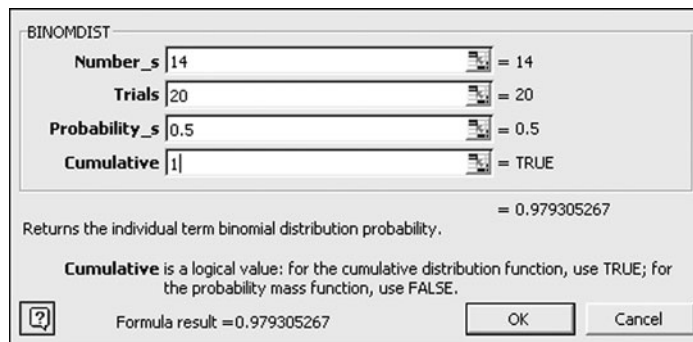 BINOMDIST
Number_s 14 = 14
Trials 20 = 20
Probability_s 0.5 = 0.5
Cumulative 1 = TRUE
= 0.979305267
Returns the individual term binomial distribution probability.
Cumulative is a logical value: for the cumulative distribution function, use TRUE; for
the probability mass function, use FALSE.
? Formula result =0.979305267 OK Cancel